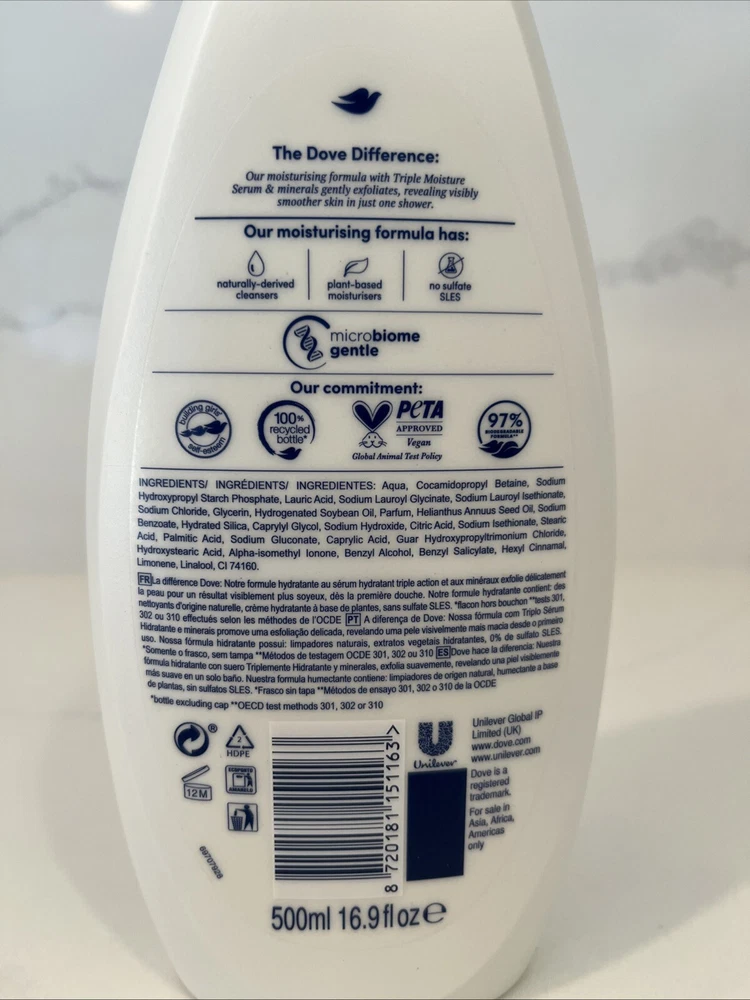 The Dove Difference:
Our moisturising formula with Triple Moisture
Serum & minerals gently exfoliates, revealing visibly
smoother skin in just one shower.
Our moisturising formula has:
naturally-derived
cleansers
plant-based
moisturisers
no sulfate
SLES
microbiome
gentle
Our commitment:
building girls'
self-esteem
100%
recycled
bottle*
PETA
APPROVED
Vegan
Global Animal Test Policy
97%
BIODEGRADABLE
FORMULA**
INGREDIENTS/ INGRÉDIENTS/ INGREDIENTES: Aqua, Cocamidopropyl Betaine, Sodium
Hydroxypropyl Starch Phosphate, Lauric Acid, Sodium Lauroyl Glycinate, Sodium Lauroyl Isethionate,
Sodium Chloride, Glycerin, Hydrogenated Soybean Oil, Parfum, Helianthus Annuus Seed Oil, Sodium
Benzoate, Hydrated Silica, Caprylyl Glycol, Sodium Hydroxide, Citric Acid, Sodium Isethionate, Stearic
Acid, Palmitic Acid, Sodium Gluconate, Caprylic Acid, Guar Hydroxypropyltrimonium Chloride,
Hydroxystearic Acid, Alpha-isomethyl Ionone, Benzyl Alcohol, Benzyl Salicylate, Hexyl Cinnamal,
Limonene, Linalool, CI 74160.
FR La différence Dove: Notre formule hydratante au sérum hydratant triple action et aux minéraux exfolie délicatement
la peau pour un résultat visiblement plus soyeux, dès la première douche. Notre formule hydratante contient: des
nettoyants d'origine naturelle, crème hydratante à base de plantes, sans sulfate SLES. *flacon hors bouchon **tests 301,
302 ou 310 effectués selon les méthodes de l'OCDE PT A diferença de Dove: Nossa fórmula com Triplo Sérum
Hidratante e minerais promove uma esfoliação delicada, revelando uma pele visivelmente mais macia desde o primeiro
uso. Nossa fórmula hidratante possui: limpadores naturais, extratos vegetais hidratantes, 0% de sulfato SLES.
*Somente o frasco, sem tampa **Métodos de testagem OCDE 301, 302 ou 310 ES Dove hace la diferencia: Nuestra
fórmula hidratante con suero Triplemente Hidratante y minerales, exfolia suavemente, revelando una piel visiblemente
más suave en un solo baño. Nuestra fórmula humectante contiene: limpiadores de origen natural, humectante a base
de plantas, sin sulfatos SLES. *Frasco sin tapa **Métodos de ensayo 301, 302 o 310 de la OCDE
*bottle excluding cap **OECD test methods 301, 302 or 310
®
2
HDPE
12M
ECOPONTO
AMARELO
69707926
8 720181 151163>
Unilever
Unilever Global IP
Limited (UK)
www.dove.com
www.unilever.com
Dove is a
registered
trademark.
For sale in
Asia, Africa,
Americas
only
500ml 16.9fl oz e